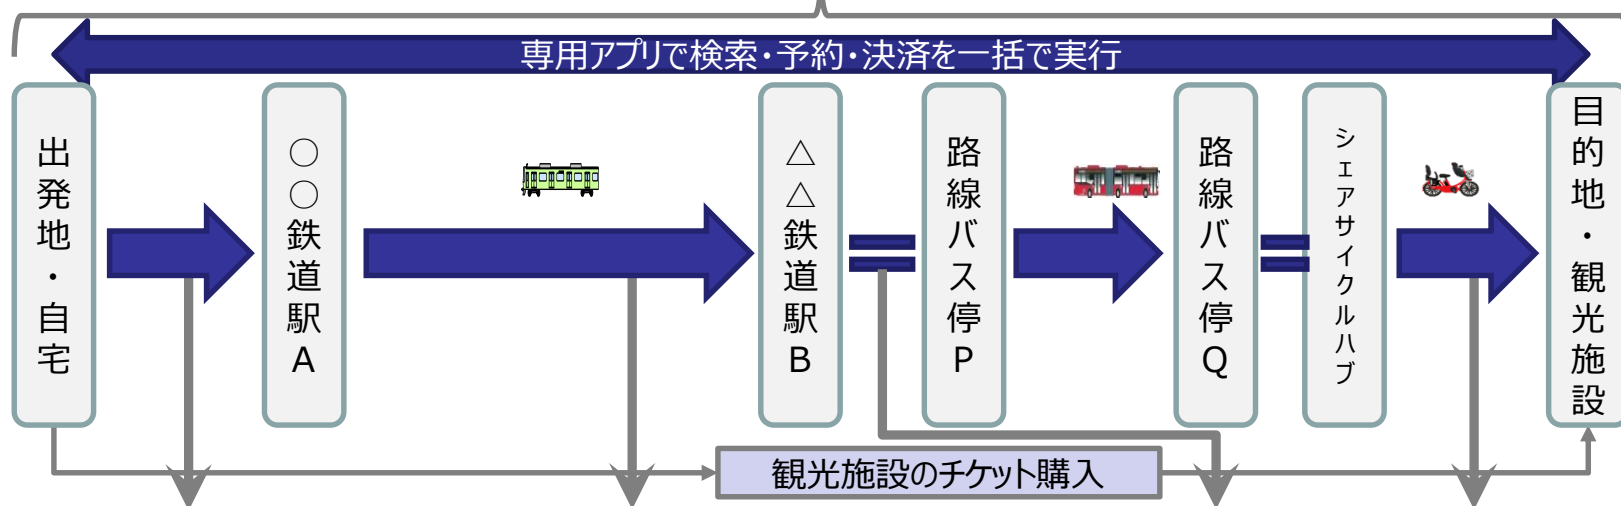 専用アプリで検索・予約・決済を一括で実行
出発地・自宅
○○鉄道駅A
△△鉄道駅B
路線バス停P
路線バス停Q
シェアサイクルハブ
目的地・観光施設
観光施設のチケット購入